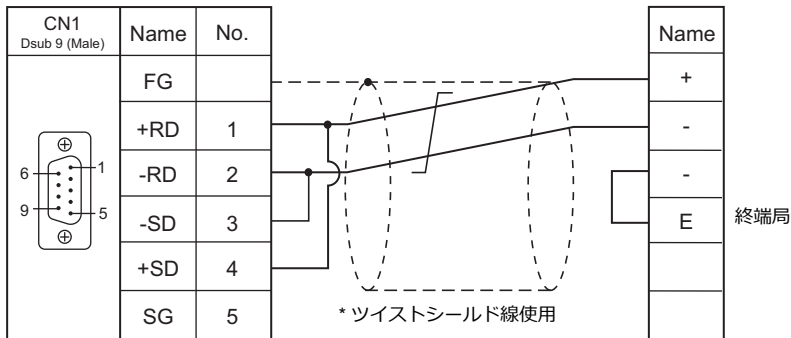 CN1
Dsub 9 (Male)
Name No.
FG
+RD 1
-RD 2
-SD 3
+SD 4
SG 5
6
1
9
5
Name
+
-
-
E
終端局
* ツイストシールド線使用